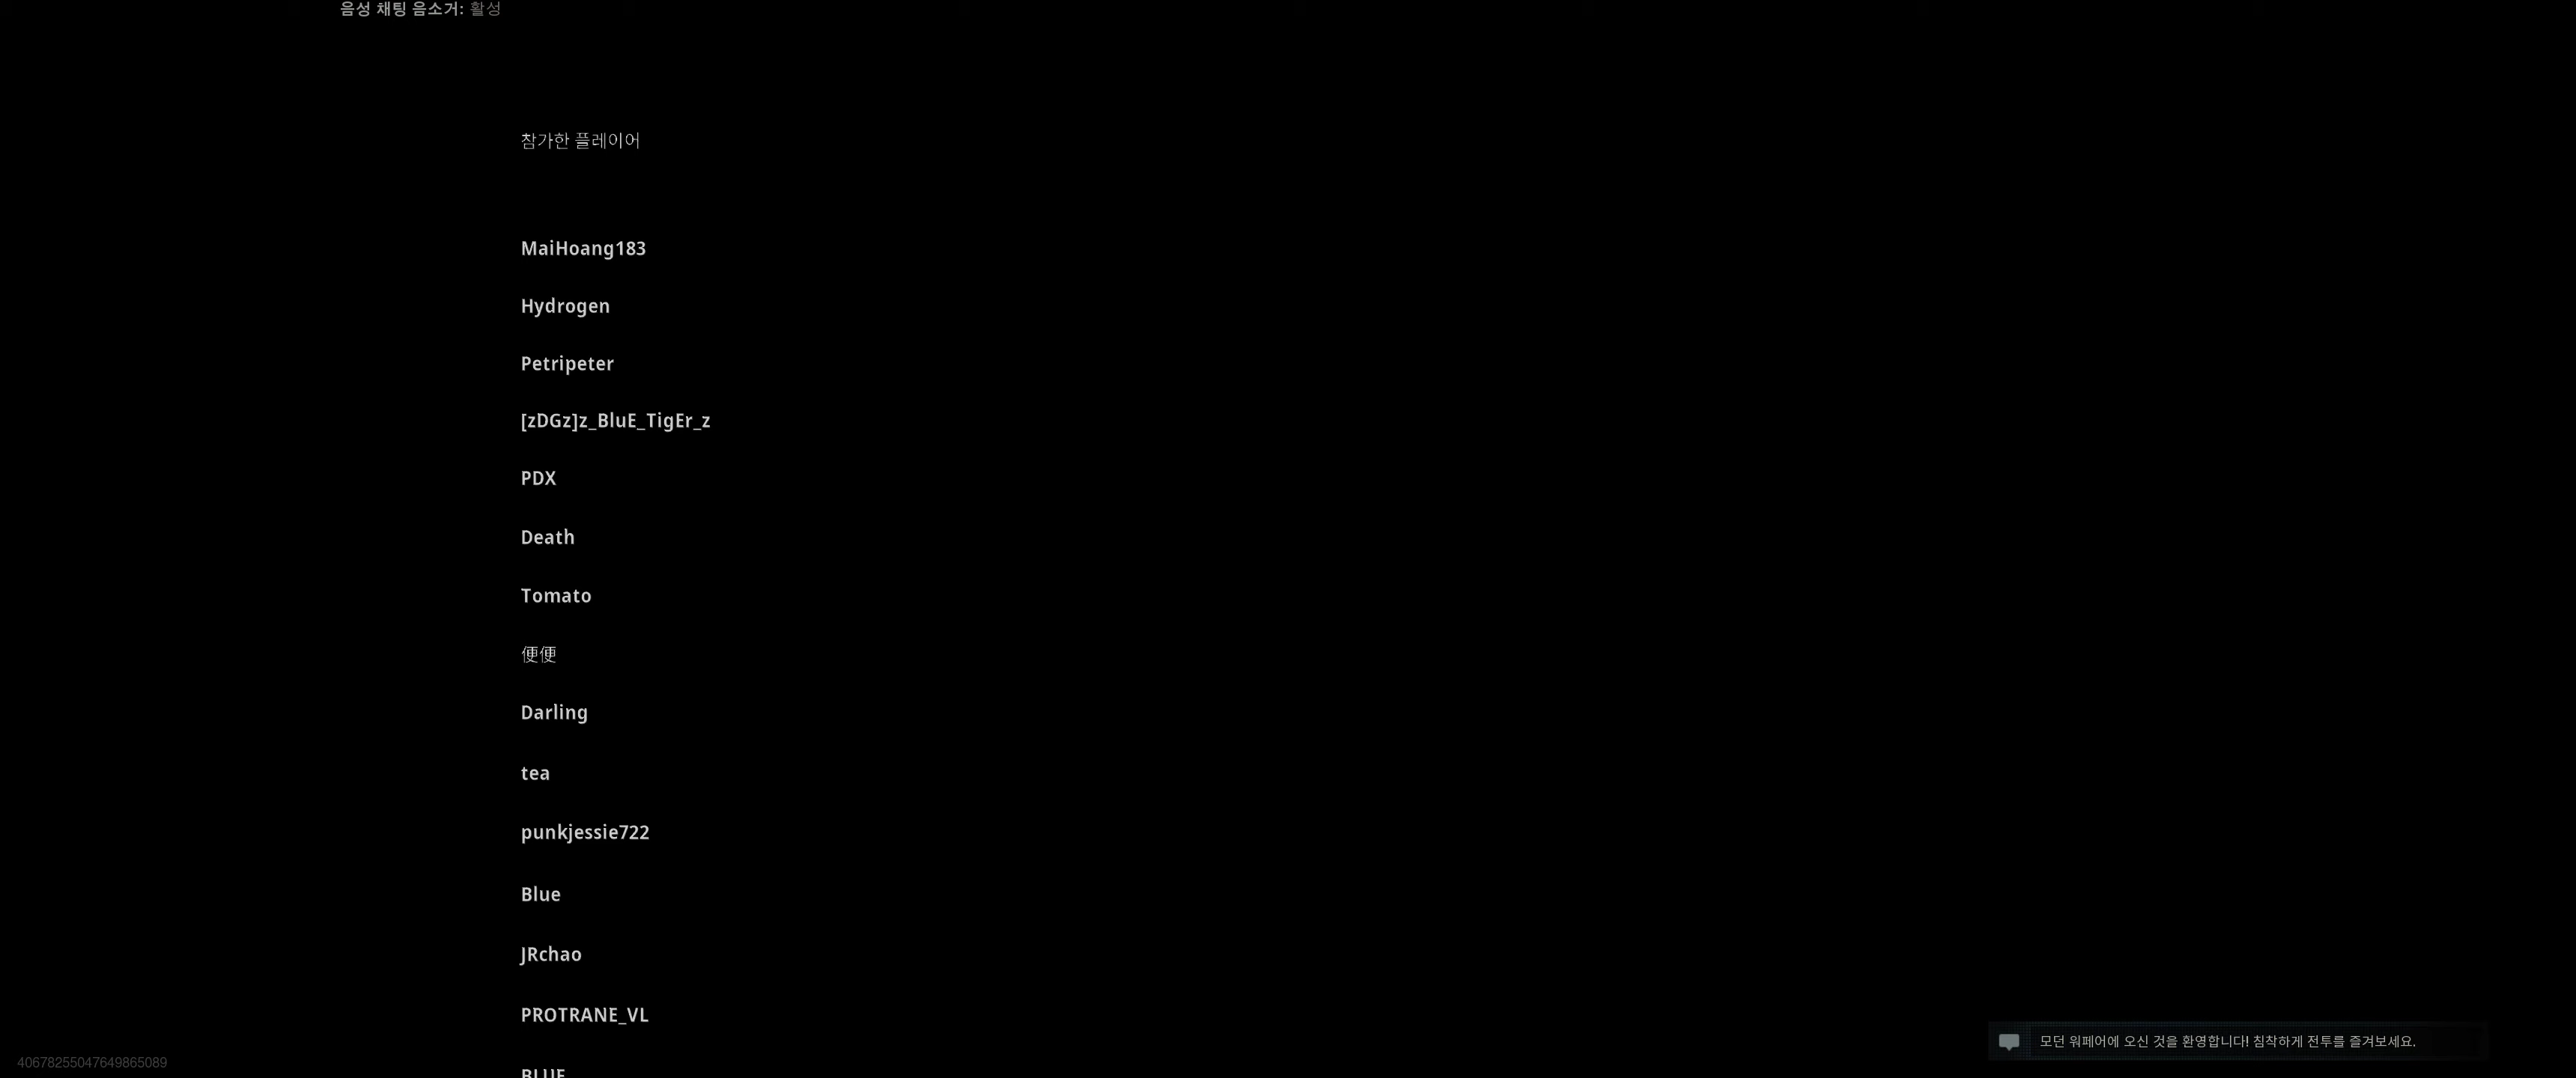 음성 채팅 음소거: 활성
참가한 플레이어
MaiHoang183
Hydrogen
Petripeter
[zDGz]z_BluE_TigEr_z
PDX
Death
Tomato
便便
Darling
tea
punkjessie722
Blue
JRchao
PROTRANE_VL
모던 워페어에 오신 것을 환영합니다! 침착하게 전투를 즐겨보세요.
40678255047649865089
BLUE